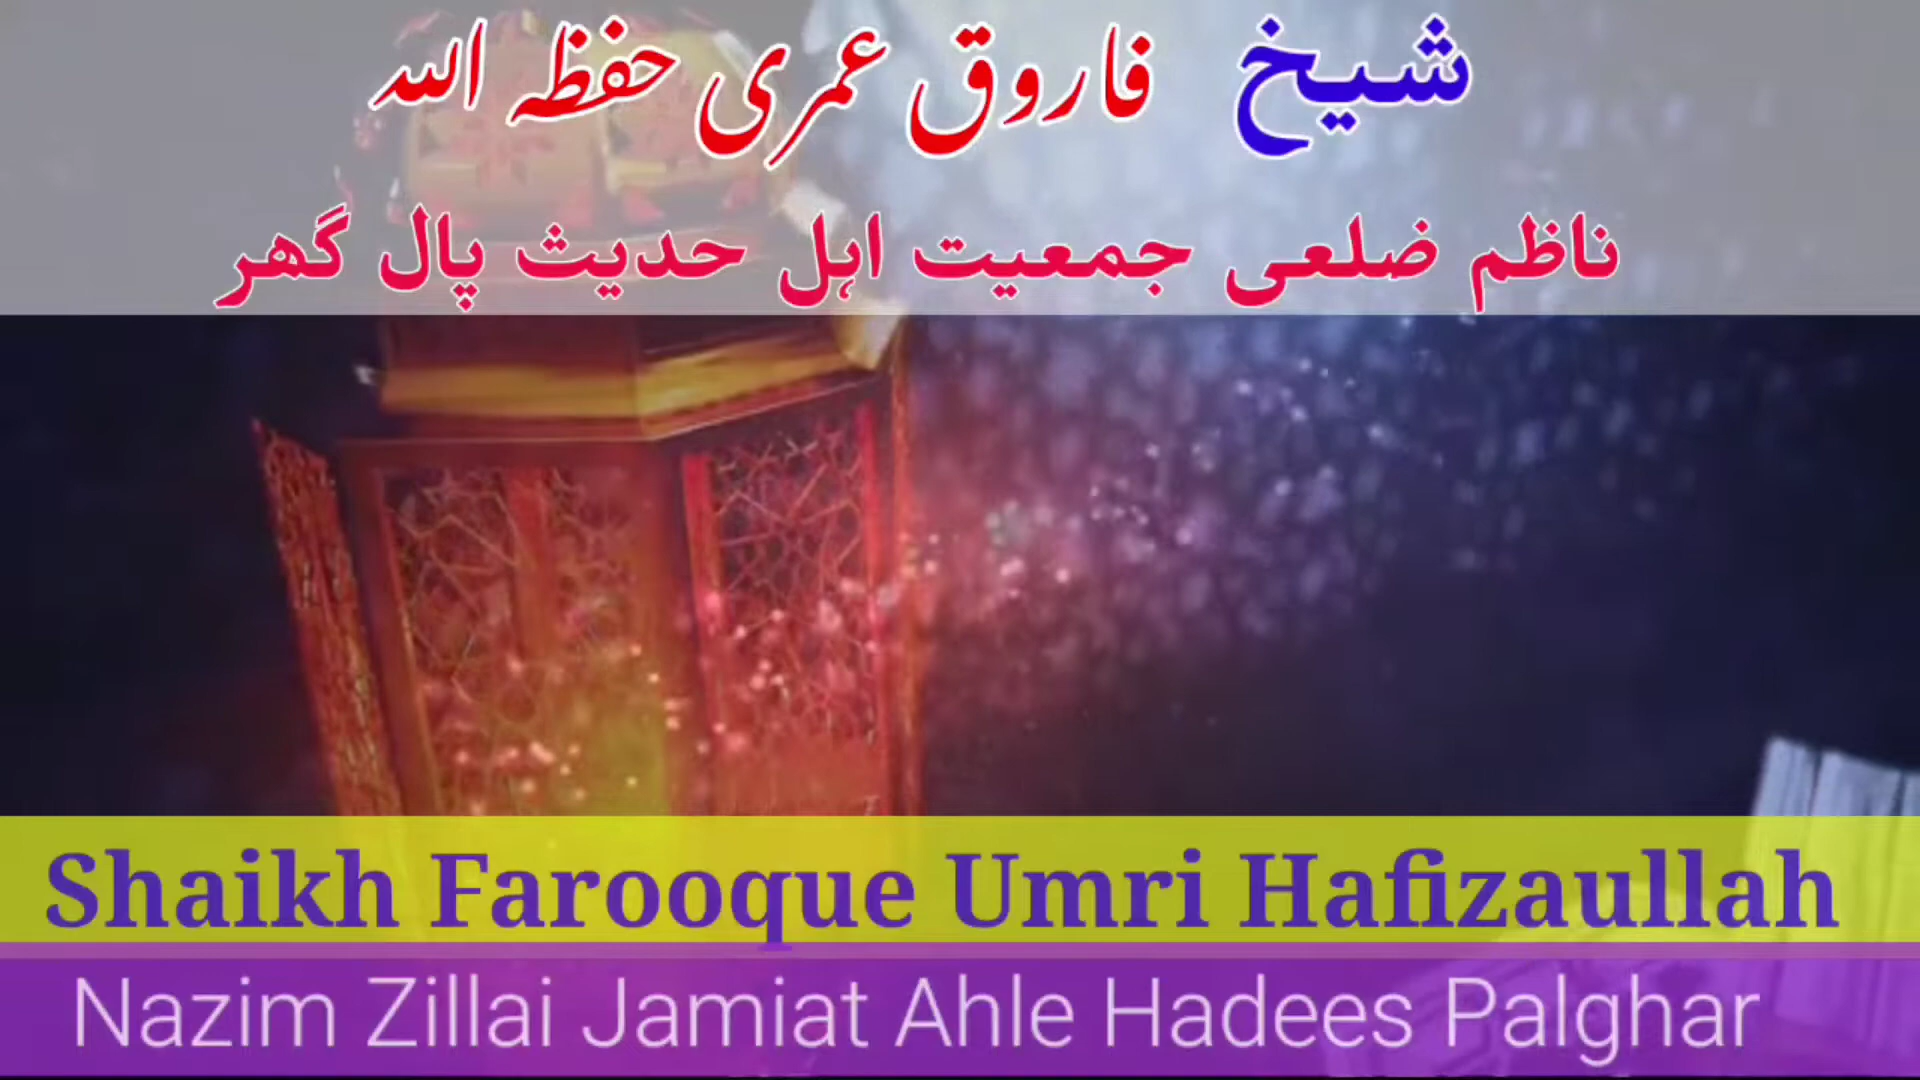 شیخ فاروق عمری حفظہ اللہ
ناظم ضلعی جمعیت اہل حدیث پال گھر
Shaikh Farooque Umri Hafizaullah
Nazim Zillai Jamiat Ahle Hadees Palghar